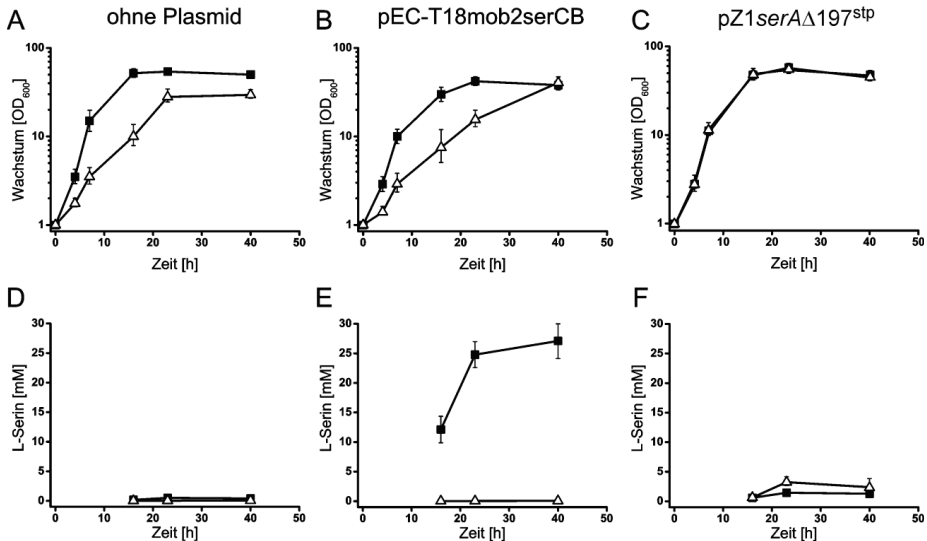 A ohne Plasmid
B pEC-T18mob2serCB
C pZ1serAΔ197stp
Wachstum [OD600]
100
10
1
0 10 20 30 40 50
Zeit [h]
Wachstum [OD600]
100
10
1
0 10 20 30 40 50
Zeit [h]
Wachstum [OD600]
100
10
1
0 10 20 30 40 50
Zeit [h]
D
L-Serin [mM]
30
25
20
15
10
5
0
0 10 20 30 40 50
Zeit [h]
E
L-Serin [mM]
30
25
20
15
10
5
0
0 10 20 30 40 50
Zeit [h]
F
L-Serin [mM]
30
25
20
15
10
5
0
0 10 20 30 40 50
Zeit [h]